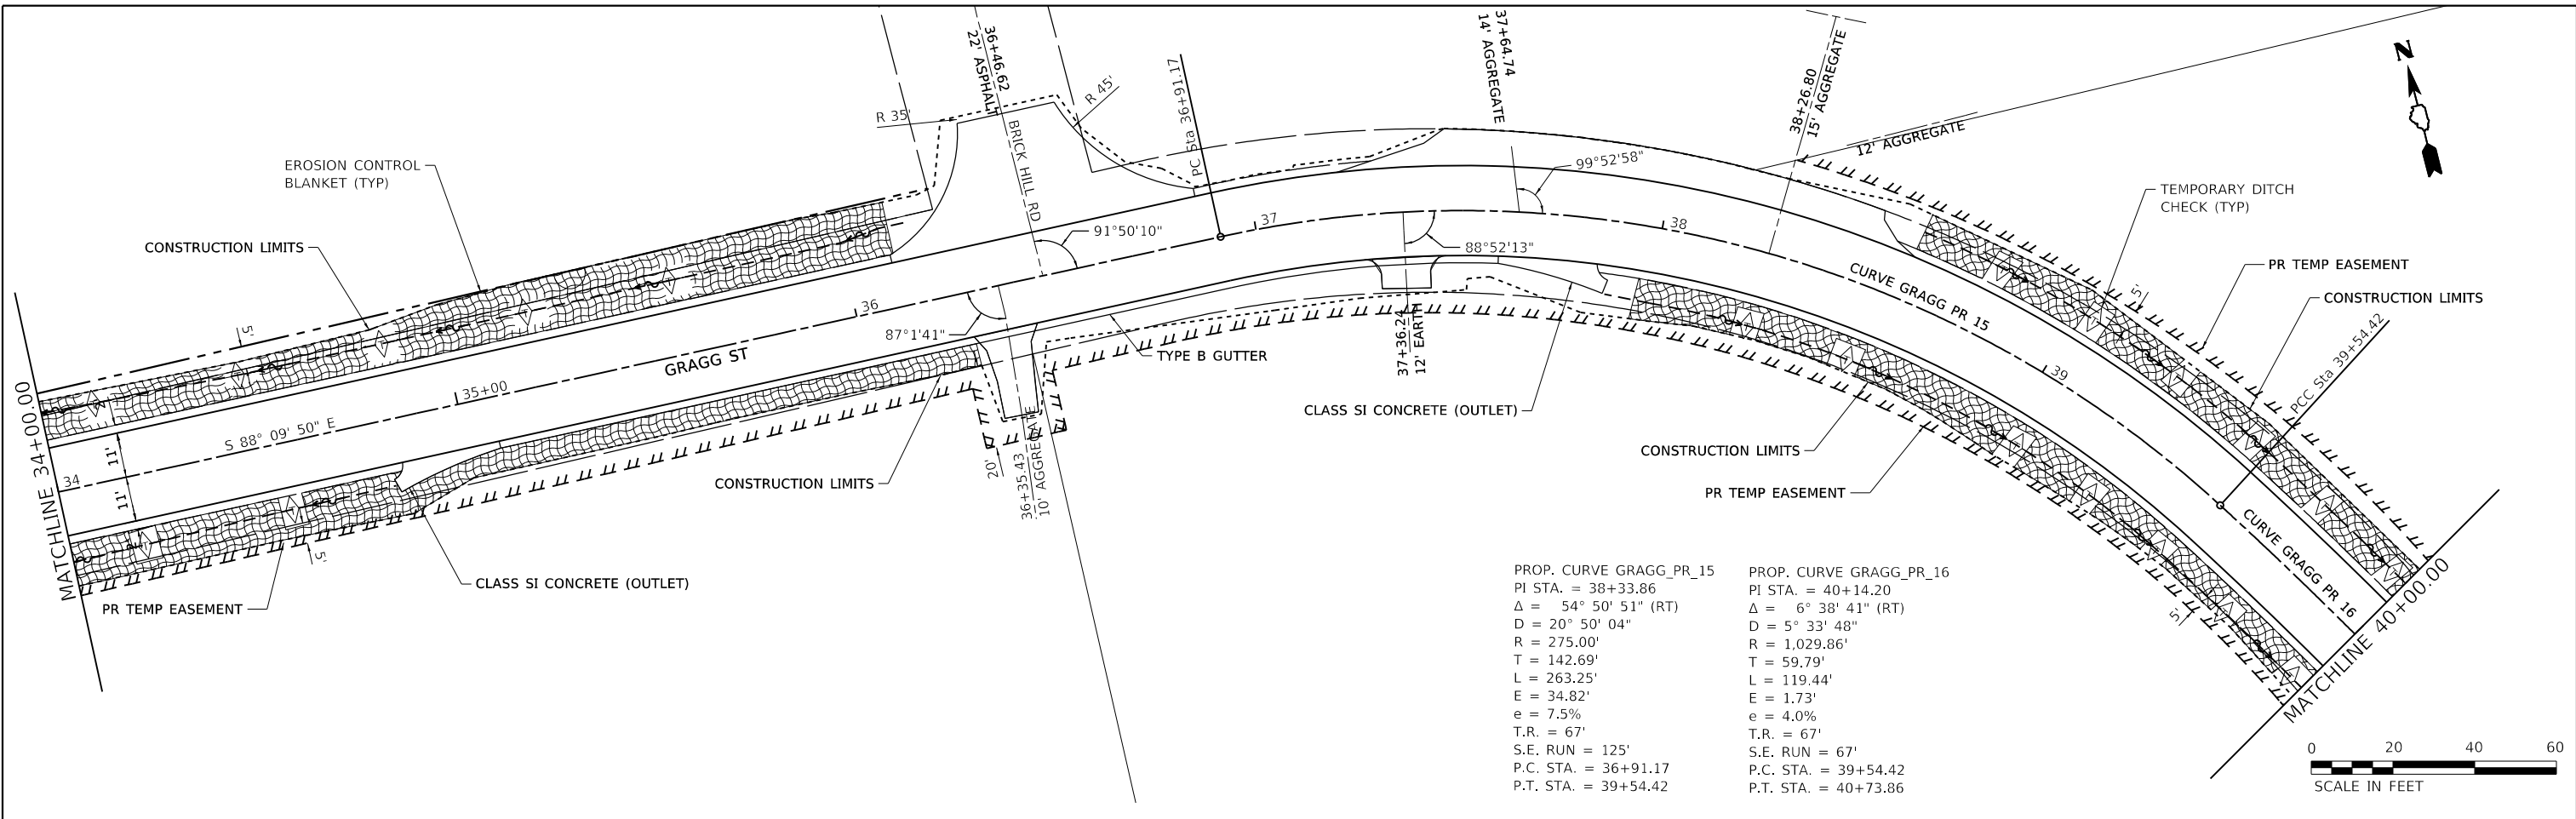 36+46.62
22' ASPHALT
BRICK HILL RD
R 35'
R 45'
PC Sta 36+91.17
37+64.74
14' AGGREGATE
38+26.80
15' AGGREGATE
12' AGGREGATE
N
EROSION CONTROL
BLANKET (TYP)
CONSTRUCTION LIMITS
5'
91°50'10"
37
99°52'58"
88°52'13"
38
TEMPORARY DITCH
CHECK (TYP)
PR TEMP EASEMENT
CONSTRUCTION LIMITS
5'
CURVE GRAGG PR 15
39
PCC Sta 39+54.42
MATCHLINE 34+00.00
34
S 88° 09' 50" E
35+00
GRAGG ST
36
87°1'41"
TYPE B GUTTER
37+36.24
12' EARTH
11'
11'
CLASS SI CONCRETE (OUTLET)
CONSTRUCTION LIMITS
PR TEMP EASEMENT
CONSTRUCTION LIMITS
20'
36+35.43
10' AGGREGATE
5'
CLASS SI CONCRETE (OUTLET)
PR TEMP EASEMENT
CURVE GRAGG PR 16
MATCHLINE 40+00.00
5'
PROP. CURVE GRAGG_PR_15
PI STA. = 38+33.86
Δ = 54° 50' 51" (RT)
D = 20° 50' 04"
R = 275.00'
T = 142.69'
L = 263.25'
E = 34.82'
e = 7.5%
T.R. = 67'
S.E. RUN = 125'
P.C. STA. = 36+91.17
P.T. STA. = 39+54.42
PROP. CURVE GRAGG_PR_16
PI STA. = 40+14.20
Δ = 6° 38' 41" (RT)
D = 5° 33' 48"
R = 1,029.86'
T = 59.79'
L = 119.44'
E = 1.73'
e = 4.0%
T.R. = 67'
S.E. RUN = 67'
P.C. STA. = 39+54.42
P.T. STA. = 40+73.86
0 20 40 60
SCALE IN FEET